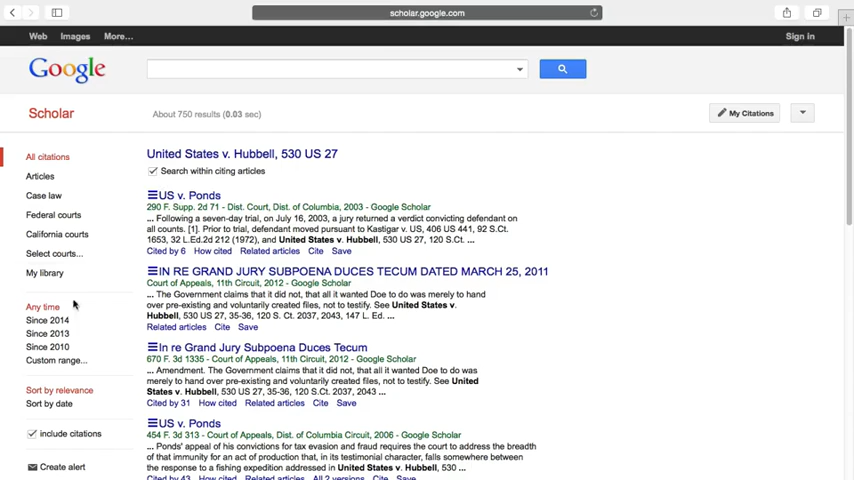 scholar.google.com
Web Images More... Sign in
Google
Scholar About 750 results (0.03 sec) My Citations
All citations
Articles
Case law
Federal courts
California courts
Select courts...
My library
Any time
Since 2014
Since 2013
Since 2010
Custom range...
Sort by relevance
Sort by date
include citations
Create alert
United States v. Hubbell, 530 US 27
Search within citing articles
US v. Ponds
290 F. Supp. 2d 71 - Dist. Court, Dist. of Columbia, 2003 - Google Scholar
... Following a seven-day trial, on July 16, 2003, a jury returned a verdict convicting defendant on
all counts. [1]. Prior to trial, defendant moved pursuant to Kastigar v. US, 406 US 441, 92 S.Ct.
1653, 32 L.Ed.2d 212 (1972), and United States v. Hubbell, 530 US 27, 120 S.Ct. ...
Cited by 6 How cited Related articles Cite Save
IN RE GRAND JURY SUBPOENA DUCES TECUM DATED MARCH 25, 2011
Court of Appeals, 11th Circuit, 2012 - Google Scholar
... The Government claims that it did not, that all it wanted Doe to do was merely to hand
over pre-existing and voluntarily created files, not to testify. See United States v.
Hubbell, 530 US 27, 35-36, 120 S.Ct. 2037, 2043, 147 L. Ed. ...
Related articles Cite Save
In re Grand Jury Subpoena Duces Tecum
670 F. 3d 1335 - Court of Appeals, 11th Circuit, 2012 - Google Scholar
... Amendment. The Government claims that it did not, that all it wanted Doe to do was
merely to hand over pre-existing and voluntarily created files, not to testify. See United
States v. Hubbell, 530 US 27, 35-36, 120 S.Ct. 2037, 2043 ...
Cited by 31 How cited Related articles Cite Save
US v. Ponds
454 F. 3d 313 - Court of Appeals, Dist. of Columbia Circuit, 2006 - Google Scholar
... Ponds' appeal of his convictions for tax evasion and fraud requires the court to address the breadth
of that immunity for an act of production that, in its testimonial character, falls somewhere between
the response to a fishing expedition addressed in United States v. Hubbell, 530 ...
Cited by 43 How cited Related articles All 2 versions Cite Save